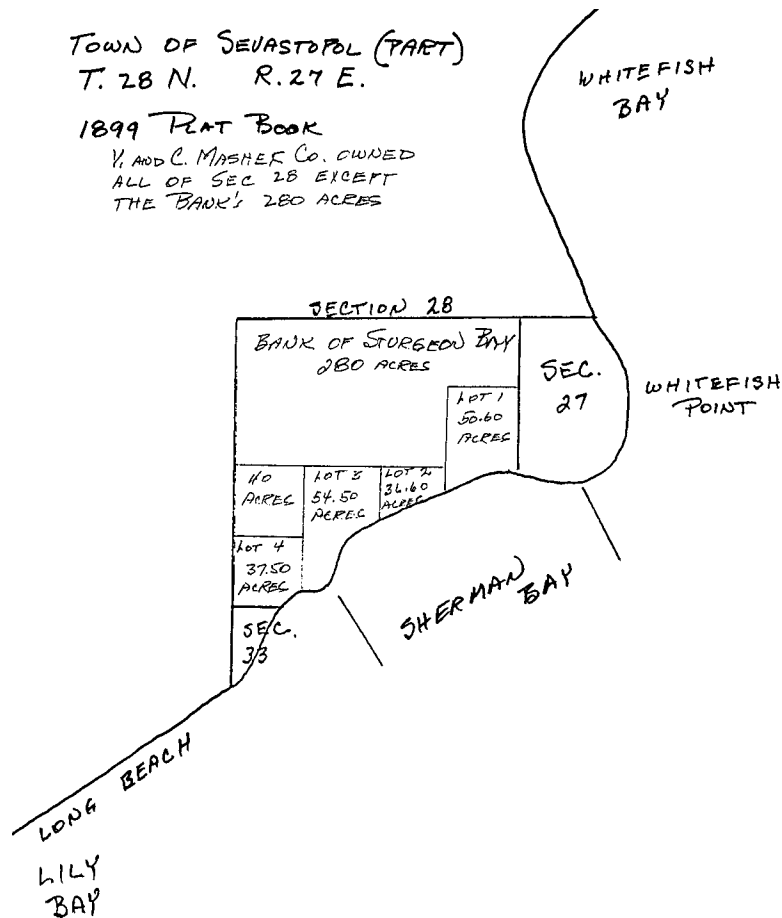 TOWN OF SEVASTOPOL (PART)
T. 28 N. R. 27 E.
1899 PLAT BOOK
V. AND C. MASHEK CO. OWNED
ALL OF SEC 28 EXCEPT
THE BANK'S 280 ACRES
WHITEFISH
BAY
SECTION 28
BANK OF STURGEON BAY
280 ACRES
SEC.
27
WHITEFISH
POINT
LOT 1
50.60
ACRES
40
ACRES
LOT 3
54.50
ACRES
LOT 2
36.60
ACRES
LOT 4
37.50
ACRES
SEC.
33
SHERMAN
BAY
LONG BEACH
LILY
BAY